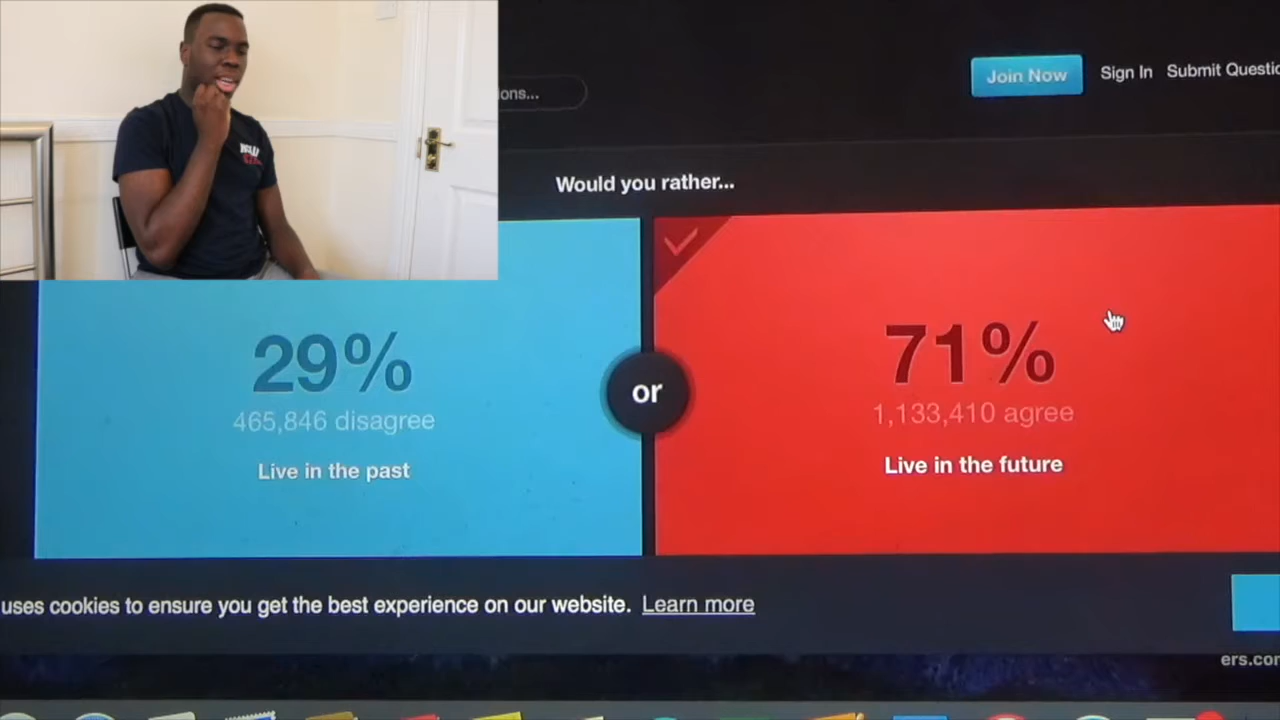 ons...
Join Now
Sign In
Submit Questio
Would you rather...
29%
465,846 disagree
Live in the past
or
71%
1,133,410 agree
Live in the future
uses cookies to ensure you get the best experience on our website. Learn more
ers.con